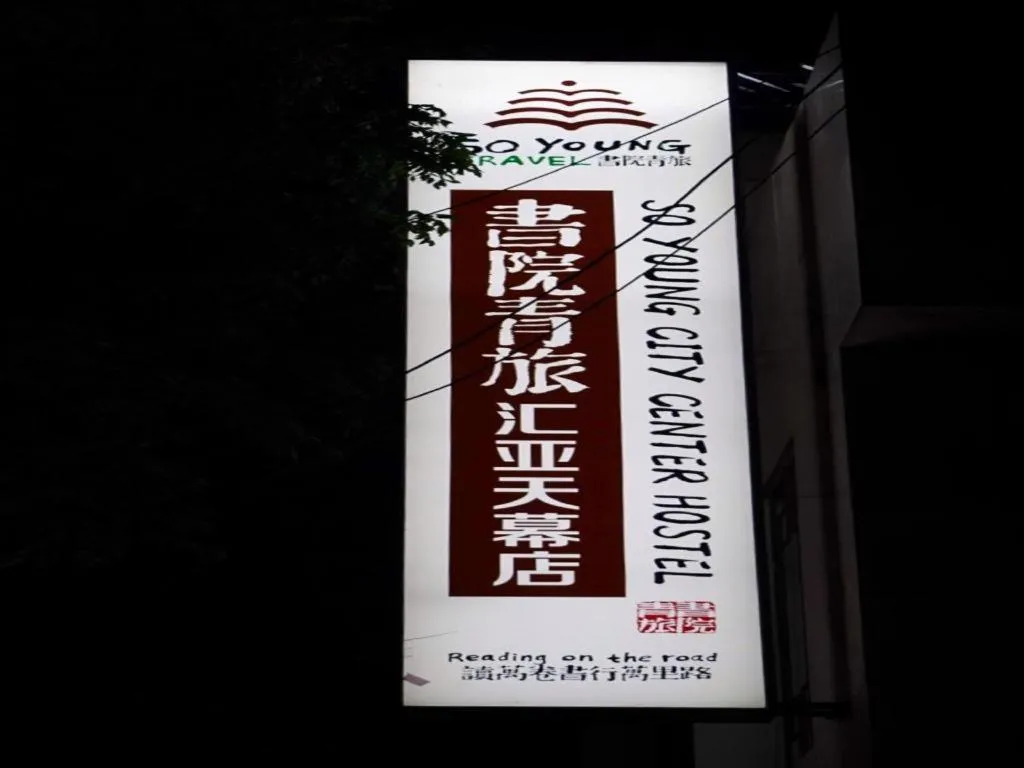 SO YOUNG
TRAVEL 書院青旅
書院青旅汇亚天幕店
SO YOUNG CITY CENTER HOSTEL
書院青旅
Reading on the road
讀萬卷書行萬里路